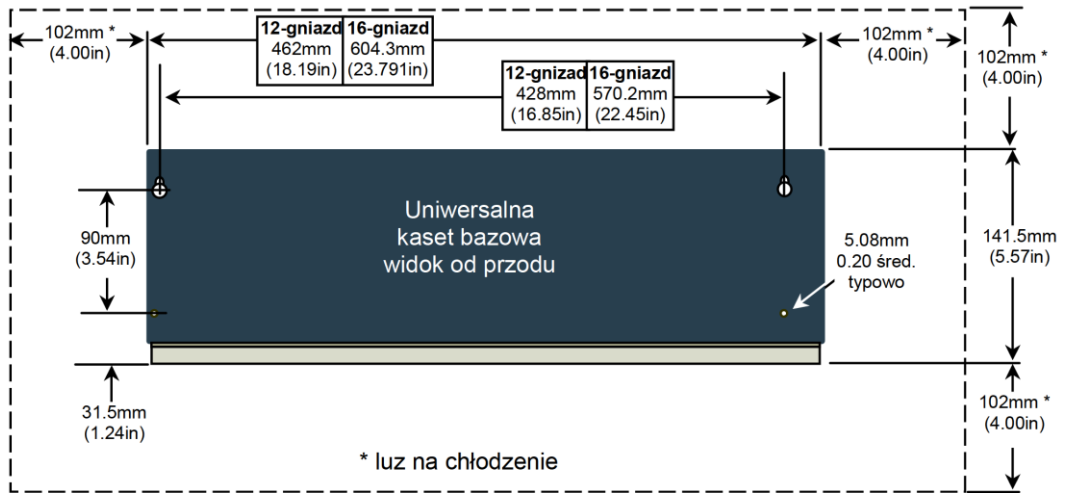 102mm *
(4.00in)
12-gniazd 16-gniazd
462mm 604.3mm
(18.19in) (23.791in)
102mm *
(4.00in)
102mm *
(4.00in)
12-gnizad 16-gniazd
428mm 570.2mm
(16.85in) (22.45in)
Uniwersalna
kaset bazowa
widok od przodu
90mm
(3.54in)
5.08mm
0.20 śred.
typowo
141.5mm
(5.57in)
31.5mm
(1.24in)
102mm *
(4.00in)
* luz na chłodzenie